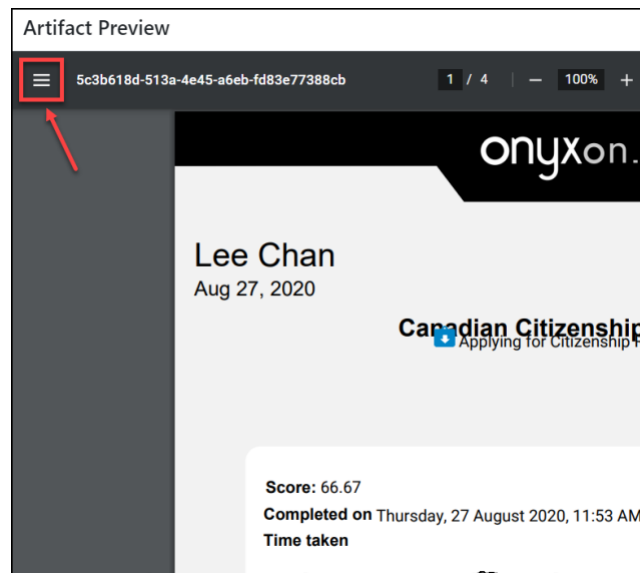 Artifact Preview
5c3b618d-513a-4e45-a6eb-fd83e77388cb 1 / 4 | — 100% +
onyxon.
Lee Chan
Aug 27, 2020
Canadian Citizenship
Applying for Citizenship
Score: 66.67
Completed on Thursday, 27 August 2020, 11:53 AM
Time taken